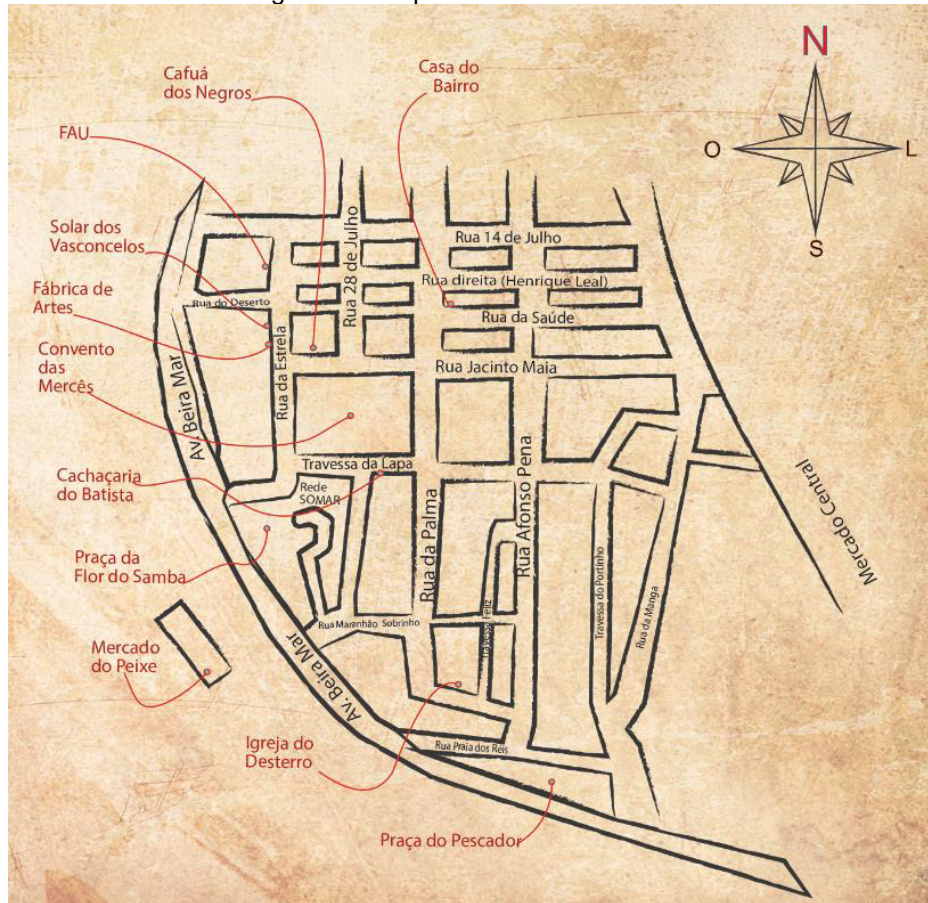 N
O
L
S
Cafuá
dos Negros
Casa do
Bairro
FAU
Solar dos
Vasconcelos
Fábrica de
Artes
Convento
das
Mercês
Cachaçaria
do Batista
Praça da
Flor do Samba
Mercado
do Peixe
Igreja do
Desterro
Praça do Pescador
Rua 14 de Julho
Rua direita (Henrique Leal)
Rua da Saúde
Rua Jacinto Maia
Rua 28 de Julho
Rua do Deserto
Rua da Estrela
Av. Beira Mar
Travessa da Lapa
Rede
SOMAR
Rua da Palma
Rua Afonso Pena
Mercado Central
Travessa do Portinho
Rua da Manga
Travessa Feliz
Rua Maranhão Sobrinho
Av. Beira Mar
Rua Praia dos Reis